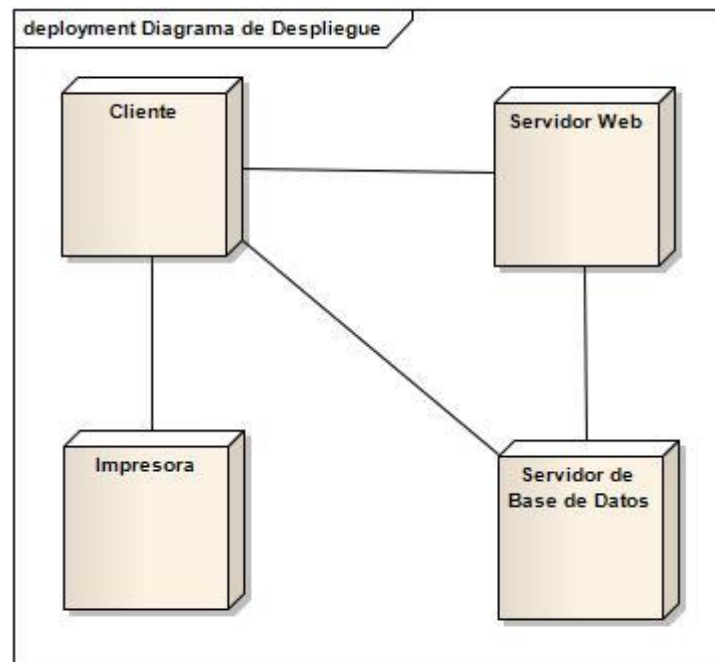 deployment Diagrama de Despliegue
Cliente
Servidor Web
Impresora
Servidor de
Base de Datos